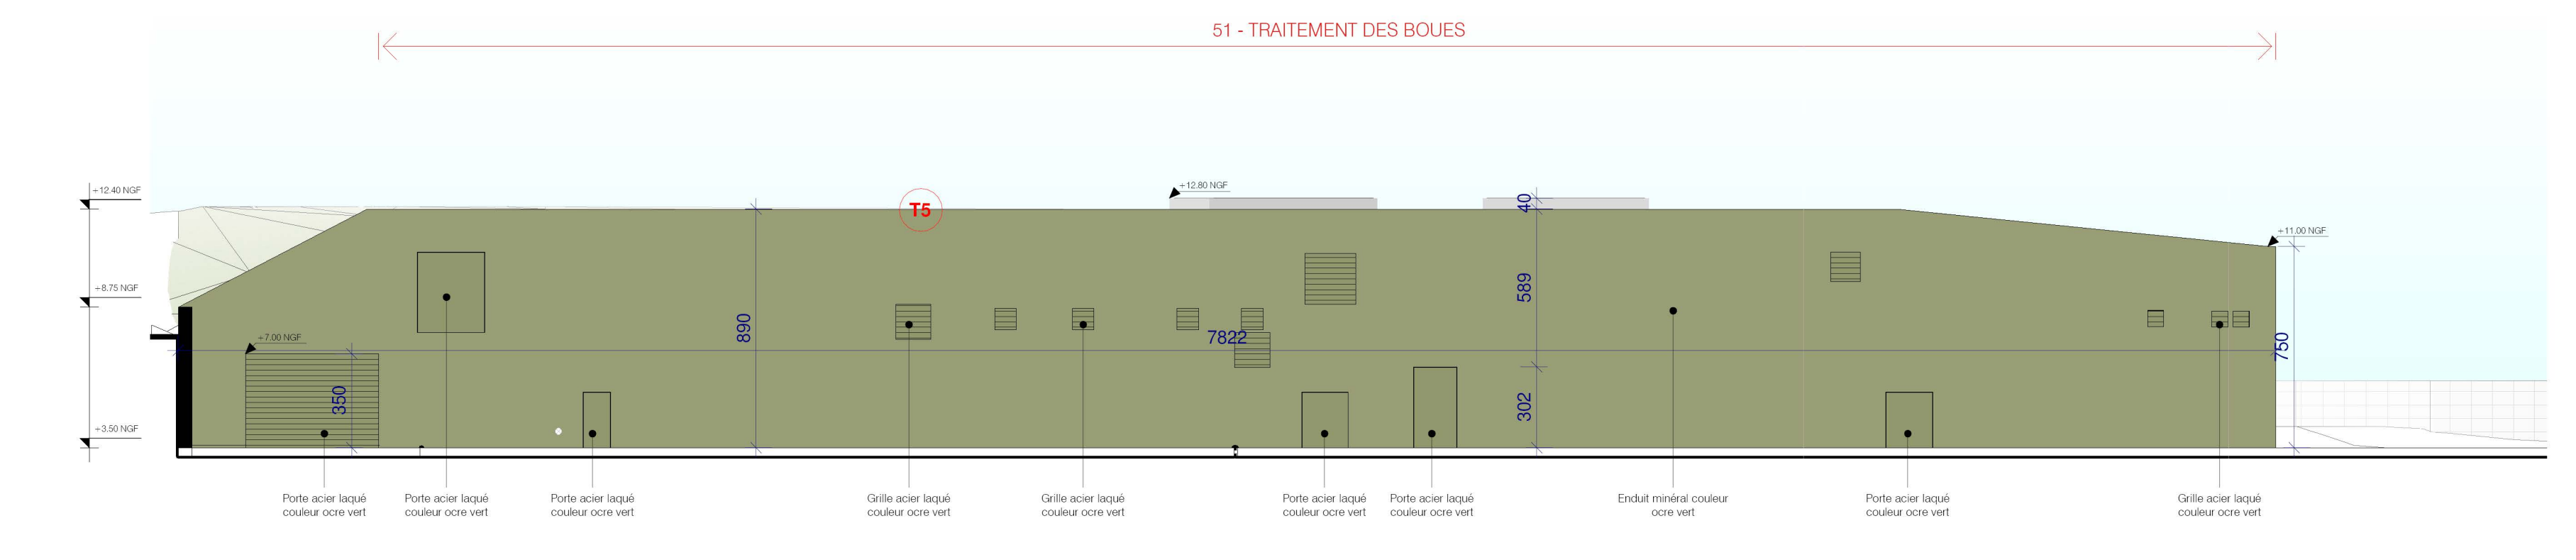 51 - TRAITEMENT DES BOUES
+12.40 NGF
+12.80 NGF
40
T5
+11.00 NGF
+8.75 NGF
589
890
7822
+7.00 NGF
750
350
302
+3.50 NGF
Porte acier laqué
couleur ocre vert
Porte acier laqué
couleur ocre vert
Porte acier laqué
couleur ocre vert
Grille acier laqué
couleur ocre vert
Grille acier laqué
couleur ocre vert
Porte acier laqué
couleur ocre vert
Porte acier laqué
couleur ocre vert
Enduit minéral couleur
ocre vert
Porte acier laqué
couleur ocre vert
Grille acier laqué
couleur ocre vert